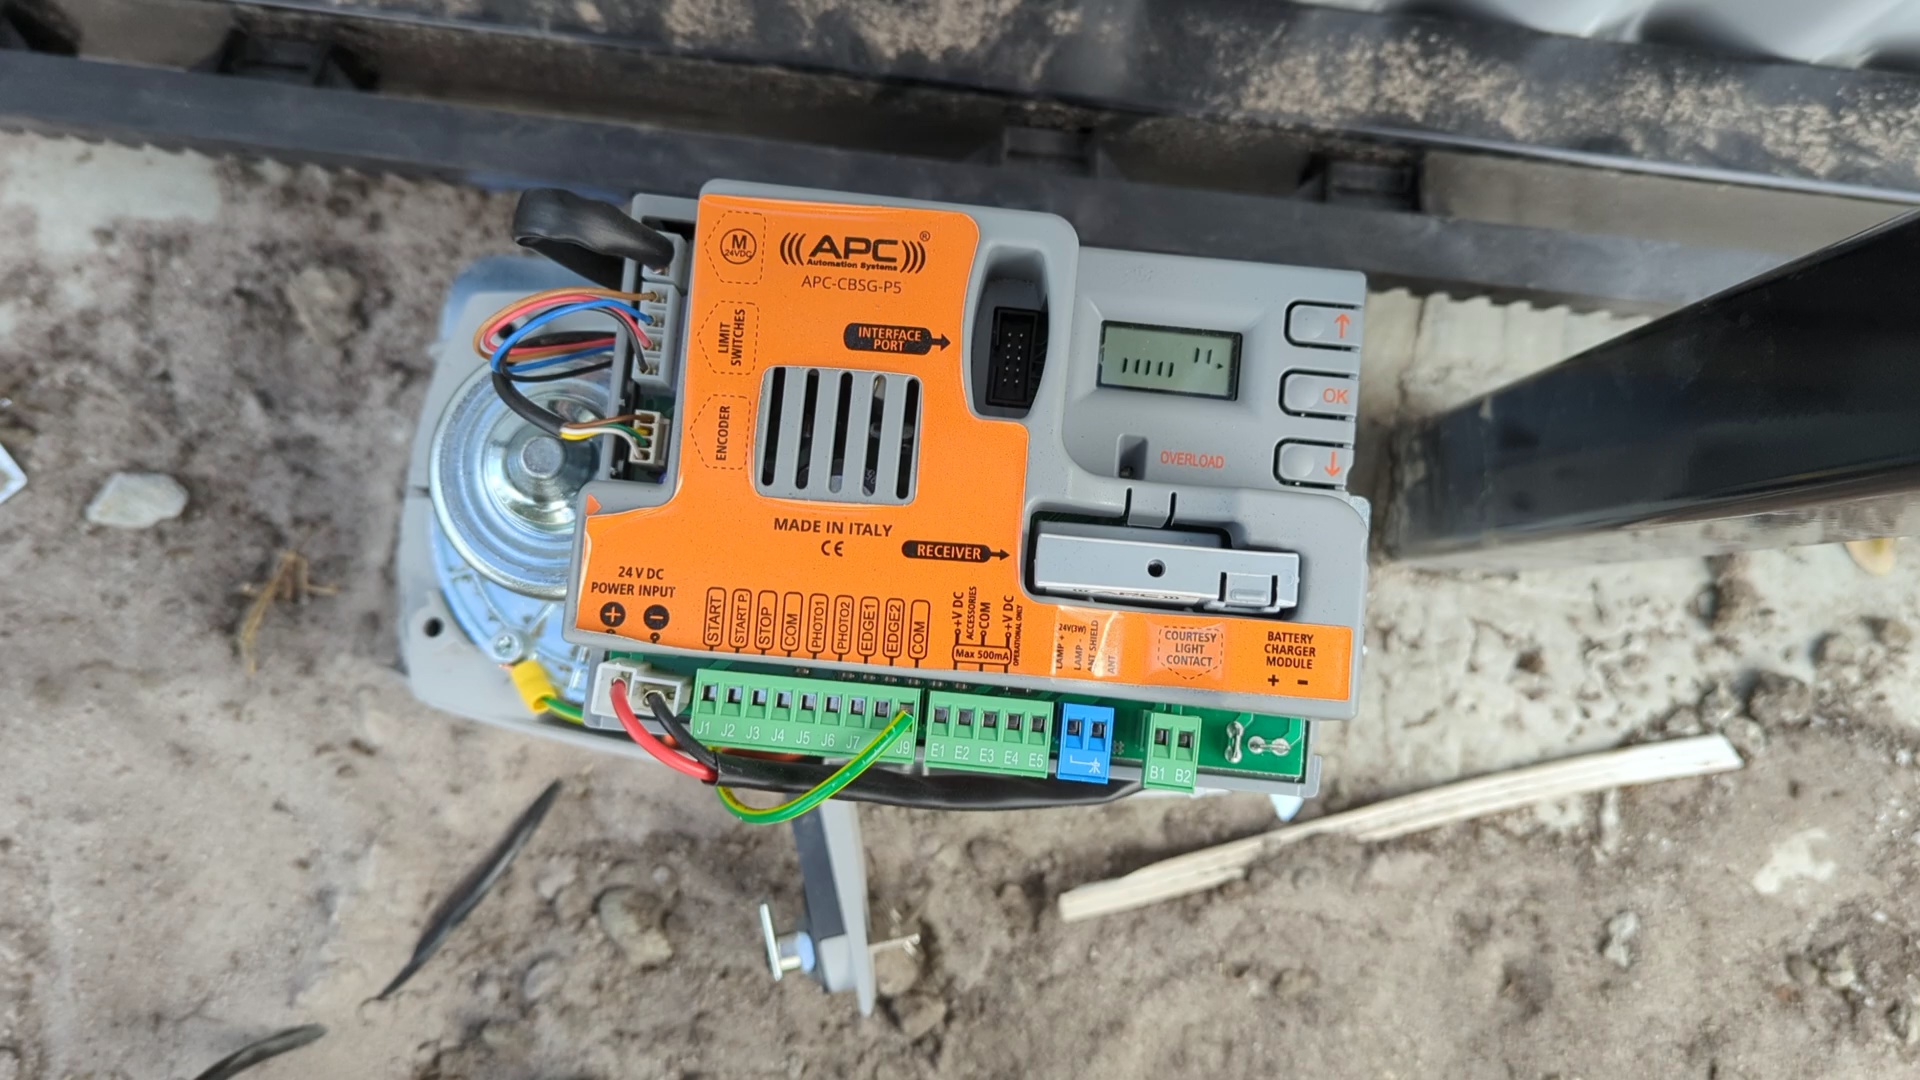 M
24VDC
(((APC)))®
Automation Systems
APC-CBSG-P5
LIMIT
SWITCHES
INTERFACE
PORT
ENCODER
OK
OVERLOAD
MADE IN ITALY
CE
RECEIVER
24 V DC
POWER INPUT
+ -
START
START P.
STOP
COM
PHOTO1
PHOTO2
EDGE1
EDGE2
COM
+V DC
ACCESSORIES
COM
+V DC
OPERATIONAL ONLY
Max 500mA
24V(3W)
LAMP +
LAMP -
ANT SHIELD
ANT
COURTESY
LIGHT
CONTACT
BATTERY
CHARGER
MODULE
+ -
J1 J2 J3 J4 J5 J6 J7 J9
E1 E2 E3 E4 E5
B1 B2